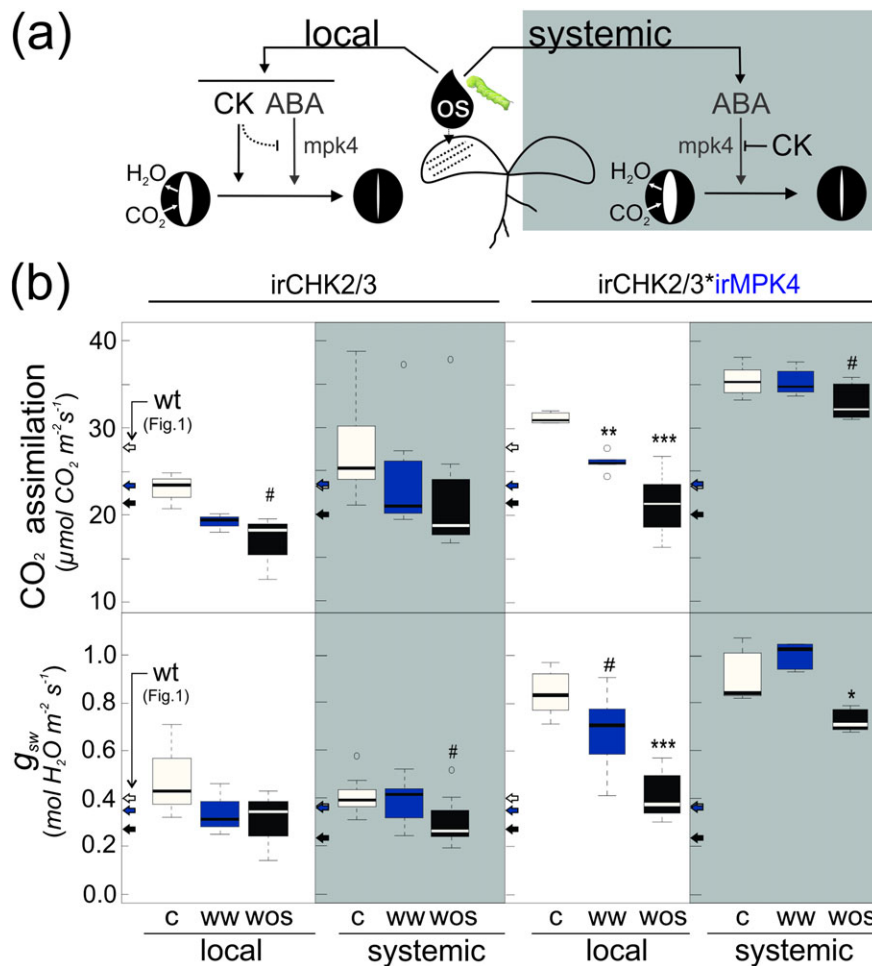 (a)
local
systemic
os
CK ABA
mpk4
H₂O
CO₂
ABA
mpk4
CK
H₂O
CO₂
(b)
irCHK2/3
irCHK2/3*irMPK4
CO₂ assimilation
(µmol CO₂ m⁻² s⁻¹)
40
30
20
10
wt
(Fig.1)
#
**
***
#
gsw
(mol H₂O m⁻² s⁻¹)
1.0
0.8
0.6
0.4
0.2
0.0
wt
(Fig.1)
#
#
***
*
c ww wos c ww wos c ww wos c ww wos
local systemic local systemic